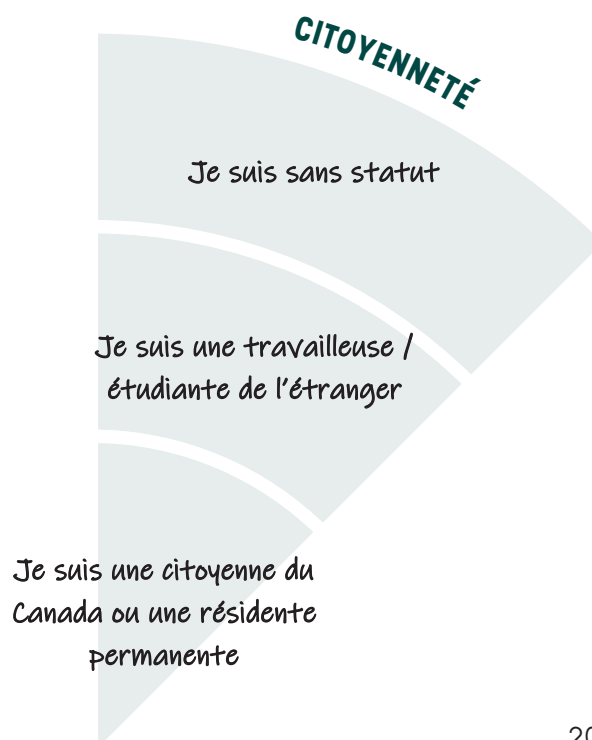 CITOYENNETÉ
Je suis sans statut
Je suis une travailleuse /
étudiante de l'étranger
Je suis une citoyenne du
Canada ou une résidente
permanente
20